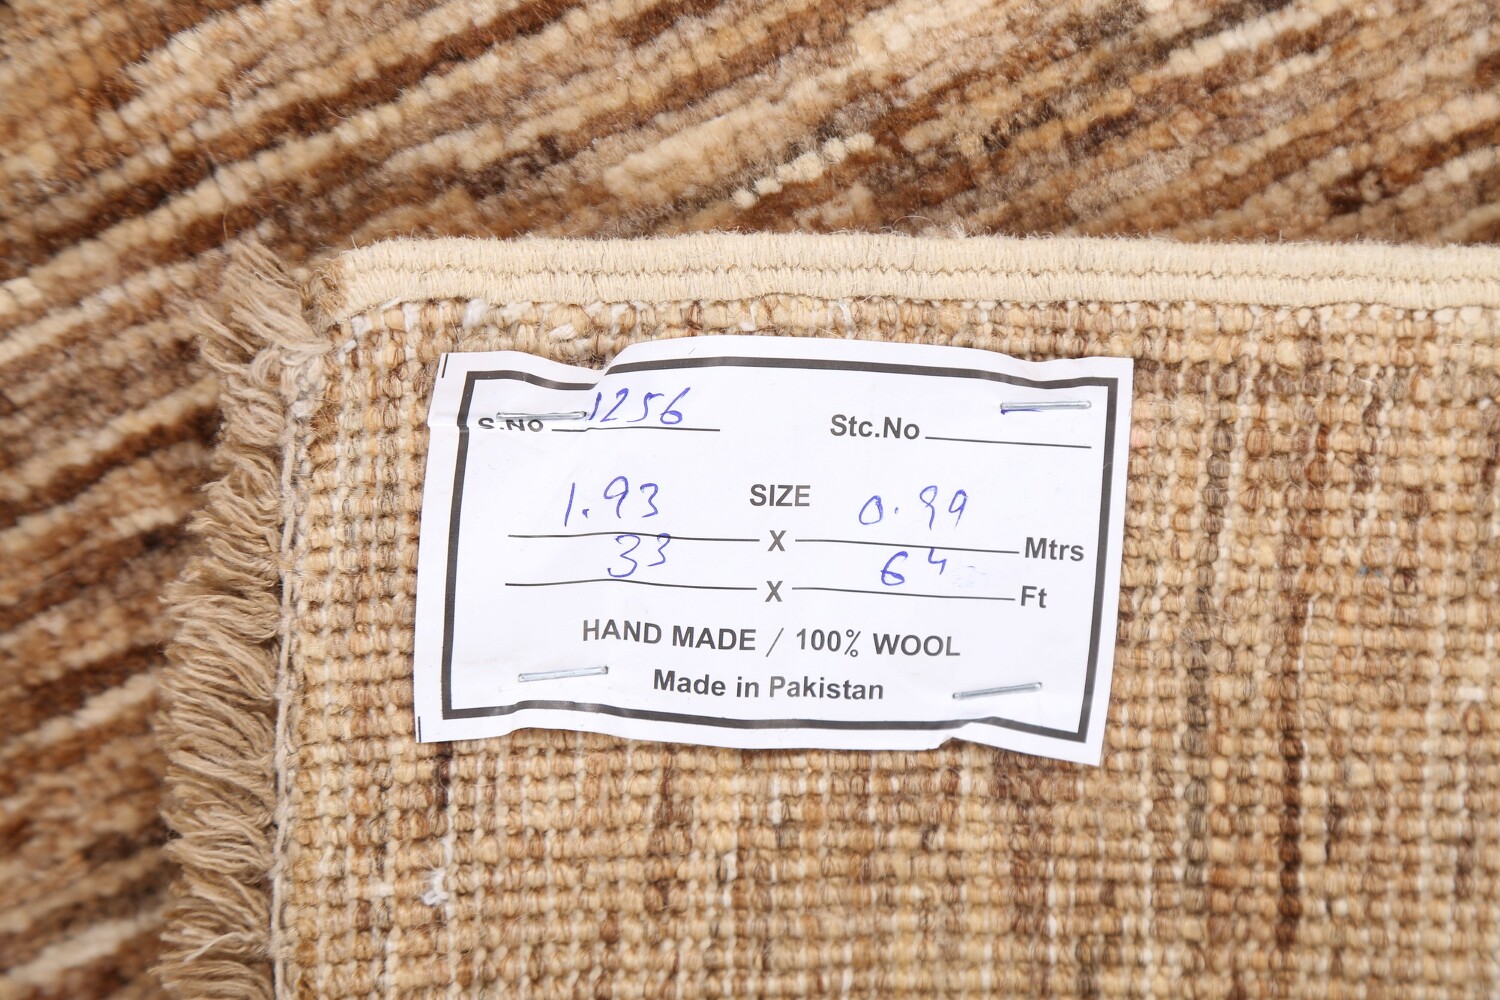 S.No 1256 Stc.No
SIZE
1.93 X 0.99 Mtrs
3³ X 6⁴ Ft
HAND MADE / 100% WOOL
Made in Pakistan